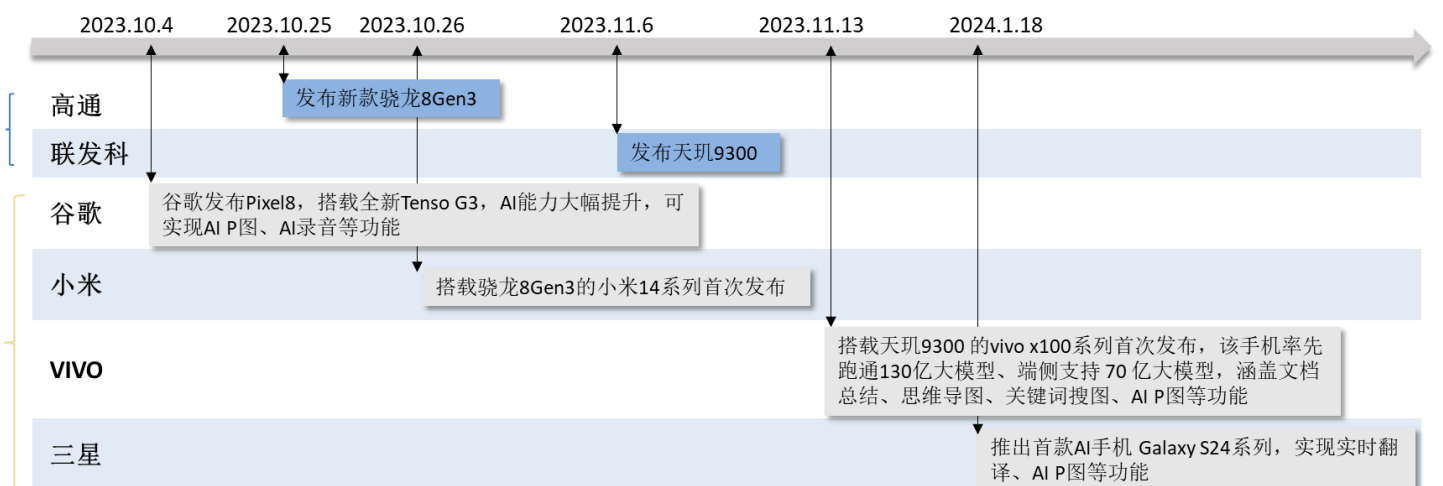 2023.10.4
2023.10.25
2023.10.26
2023.11.6
2023.11.13
2024.1.18
高通
发布新款骁龙8Gen3
联发科
发布天玑9300
谷歌
谷歌发布Pixel8，搭载全新Tenso G3，AI能力大幅提升，可
实现AI P图、AI录音等功能
小米
搭载骁龙8Gen3的小米14系列首次发布
VIVO
搭载天玑9300 的vivo x100系列首次发布，该手机率先
跑通130亿大模型、端侧支持 70 亿大模型，涵盖文档
总结、思维导图、关键词搜图、AI P图等功能
三星
推出首款AI手机 Galaxy S24系列，实现实时翻
译、AI P图等功能